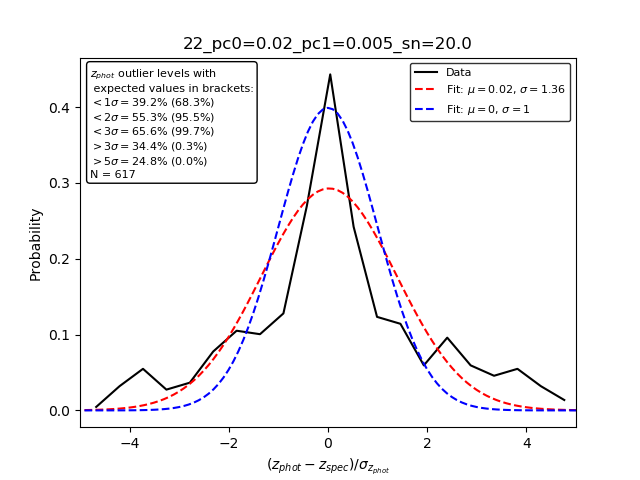 22_pc0=0.02_pc1=0.005_sn=20.0
z_phot outlier levels with
expected values in brackets:
< 1σ = 39.2% (68.3%)
< 2σ = 55.3% (95.5%)
< 3σ = 65.6% (99.7%)
> 3σ = 34.4% (0.3%)
> 5σ = 24.8% (0.0%)
N = 617
Data
Fit: μ = 0.02, σ = 1.36
Fit: μ = 0, σ = 1
Probability
0.4
0.3
0.2
0.1
0.0
−4 −2 0 2 4
(z_phot − z_spec)/σ_z_phot